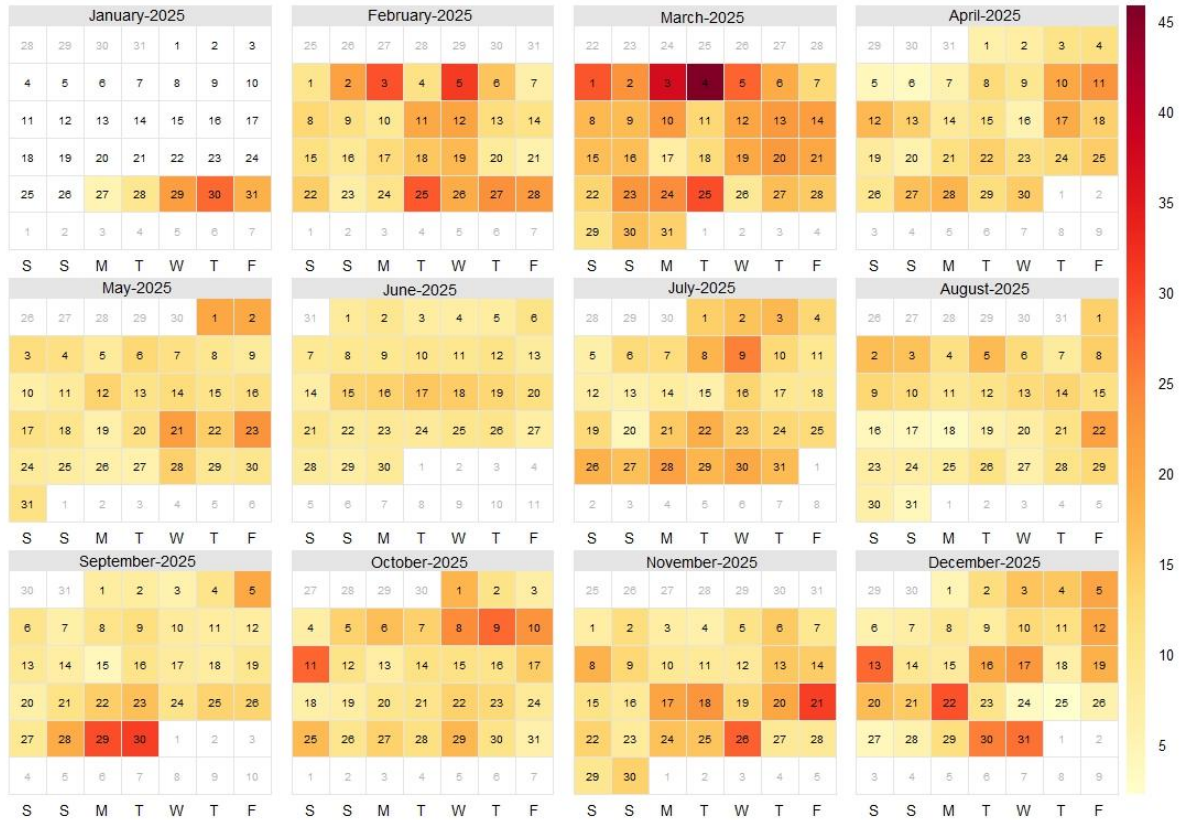 January-2025
28 29 30 31 1 2 3
4 5 6 7 8 9 10
11 12 13 14 15 16 17
18 19 20 21 22 23 24
25 26 27 28 29 30 31
1 2 3 4 5 6 7
S S M T W T F
February-2025
25 26 27 28 29 30 31
1 2 3 4 5 6 7
8 9 10 11 12 13 14
15 16 17 18 19 20 21
22 23 24 25 26 27 28
1 2 3 4 5 6 7
S S M T W T F
March-2025
22 23 24 25 26 27 28
1 2 3 4 5 6 7
8 9 10 11 12 13 14
15 16 17 18 19 20 21
22 23 24 25 26 27 28
29 30 31 1 2 3 4
S S M T W T F
April-2025
29 30 31 1 2 3 4
5 6 7 8 9 10 11
12 13 14 15 16 17 18
19 20 21 22 23 24 25
26 27 28 29 30 1 2
3 4 5 6 7 8 9
S S M T W T F
May-2025
26 27 28 29 30 1 2
3 4 5 6 7 8 9
10 11 12 13 14 15 16
17 18 19 20 21 22 23
24 25 26 27 28 29 30
31 1 2 3 4 5 6
S S M T W T F
June-2025
31 1 2 3 4 5 6
7 8 9 10 11 12 13
14 15 16 17 18 19 20
21 22 23 24 25 26 27
28 29 30 1 2 3 4
5 6 7 8 9 10 11
S S M T W T F
July-2025
28 29 30 1 2 3 4
5 6 7 8 9 10 11
12 13 14 15 16 17 18
19 20 21 22 23 24 25
26 27 28 29 30 31 1
2 3 4 5 6 7 8
S S M T W T F
August-2025
26 27 28 29 30 31 1
2 3 4 5 6 7 8
9 10 11 12 13 14 15
16 17 18 19 20 21 22
23 24 25 26 27 28 29
30 31 1 2 3 4 5
S S M T W T F
September-2025
30 31 1 2 3 4 5
6 7 8 9 10 11 12
13 14 15 16 17 18 19
20 21 22 23 24 25 26
27 28 29 30 1 2 3
4 5 6 7 8 9 10
S S M T W T F
October-2025
27 28 29 30 1 2 3
4 5 6 7 8 9 10
11 12 13 14 15 16 17
18 19 20 21 22 23 24
25 26 27 28 29 30 31
1 2 3 4 5 6 7
S S M T W T F
November-2025
25 26 27 28 29 30 31
1 2 3 4 5 6 7
8 9 10 11 12 13 14
15 16 17 18 19 20 21
22 23 24 25 26 27 28
29 30 1 2 3 4 5
S S M T W T F
December-2025
29 30 1 2 3 4 5
6 7 8 9 10 11 12
13 14 15 16 17 18 19
20 21 22 23 24 25 26
27 28 29 30 31 1 2
3 4 5 6 7 8 9
S S M T W T F
45
40
35
30
25
20
15
10
5